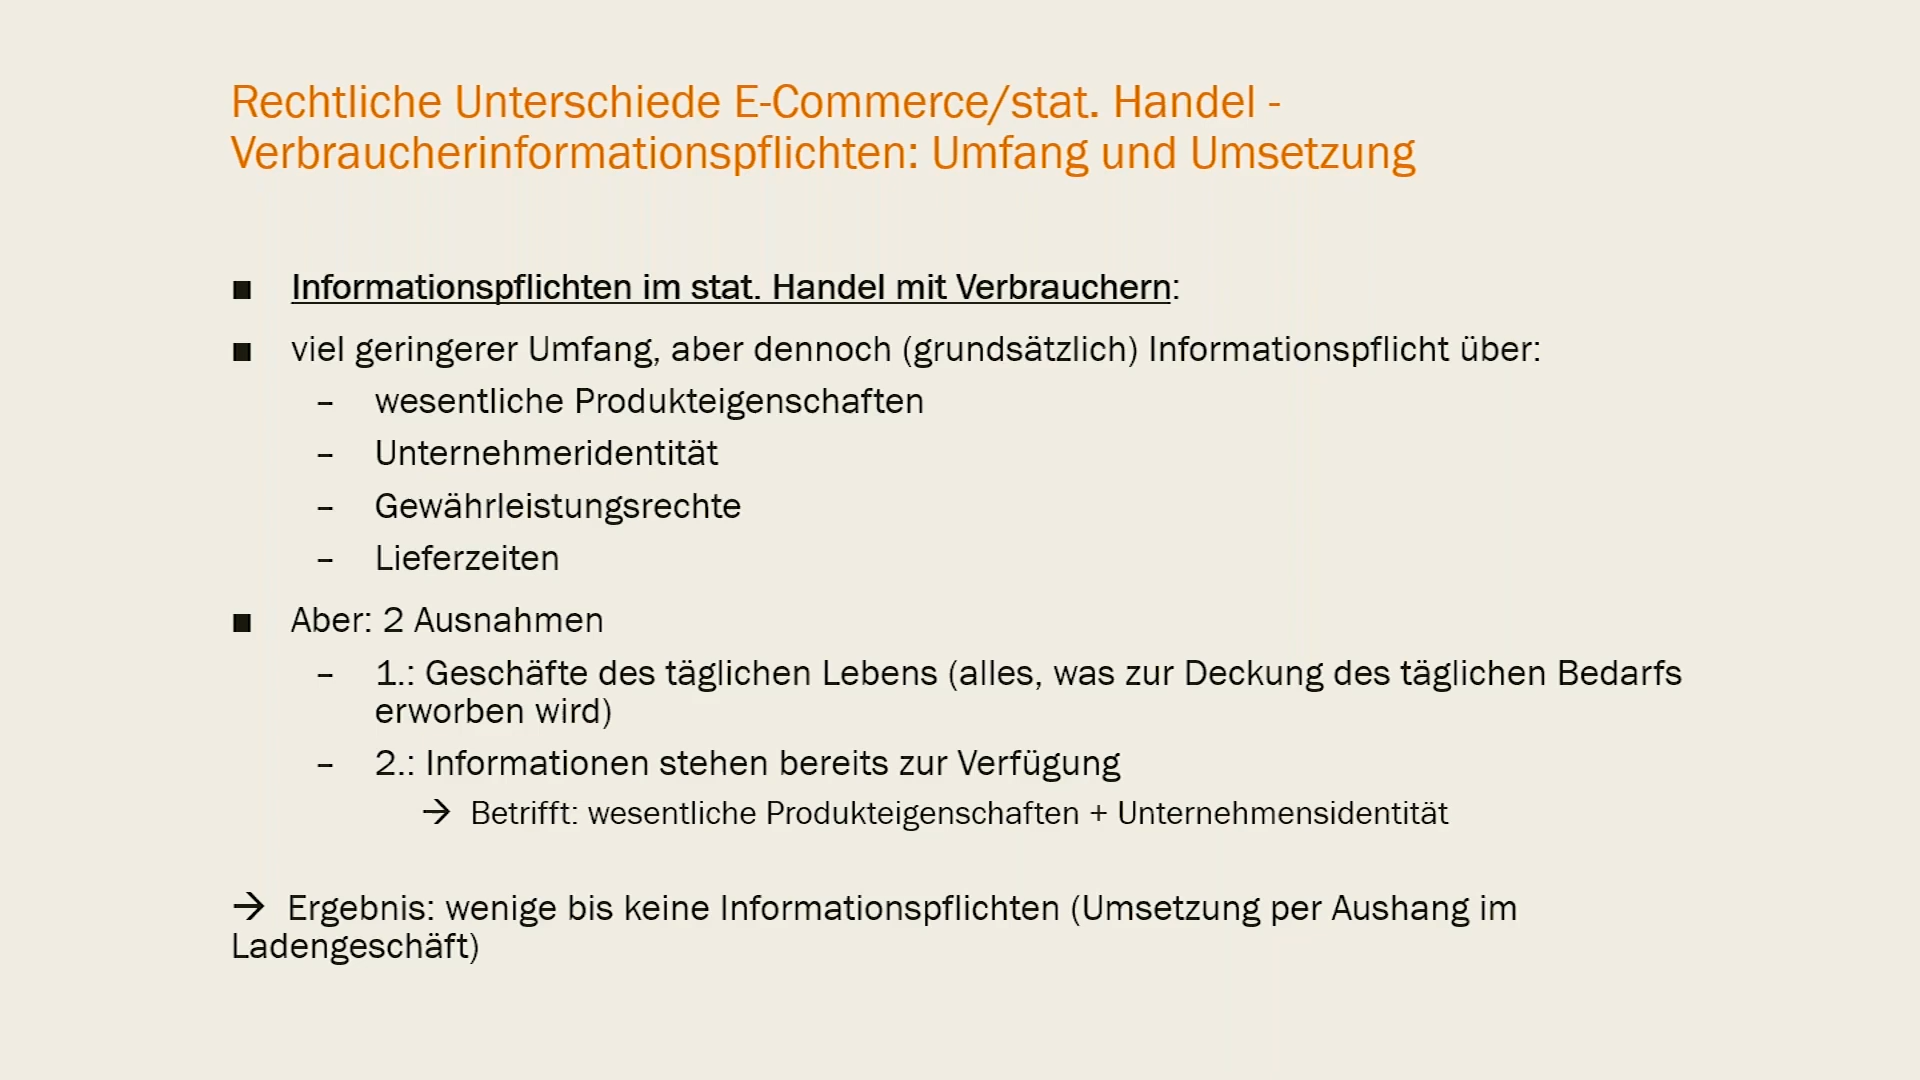 Rechtliche Unterschiede E-Commerce/stat. Handel -
Verbraucherinformationspflichten: Umfang und Umsetzung
■ Informationspflichten im stat. Handel mit Verbrauchern:
■ viel geringerer Umfang, aber dennoch (grundsätzlich) Informationspflicht über:
– wesentliche Produkteigenschaften
– Unternehmeridentität
– Gewährleistungsrechte
– Lieferzeiten
■ Aber: 2 Ausnahmen
– 1.: Geschäfte des täglichen Lebens (alles, was zur Deckung des täglichen Bedarfs
erworben wird)
– 2.: Informationen stehen bereits zur Verfügung
→ Betrifft: wesentliche Produkteigenschaften + Unternehmensidentität
→ Ergebnis: wenige bis keine Informationspflichten (Umsetzung per Aushang im
Ladengeschäft)